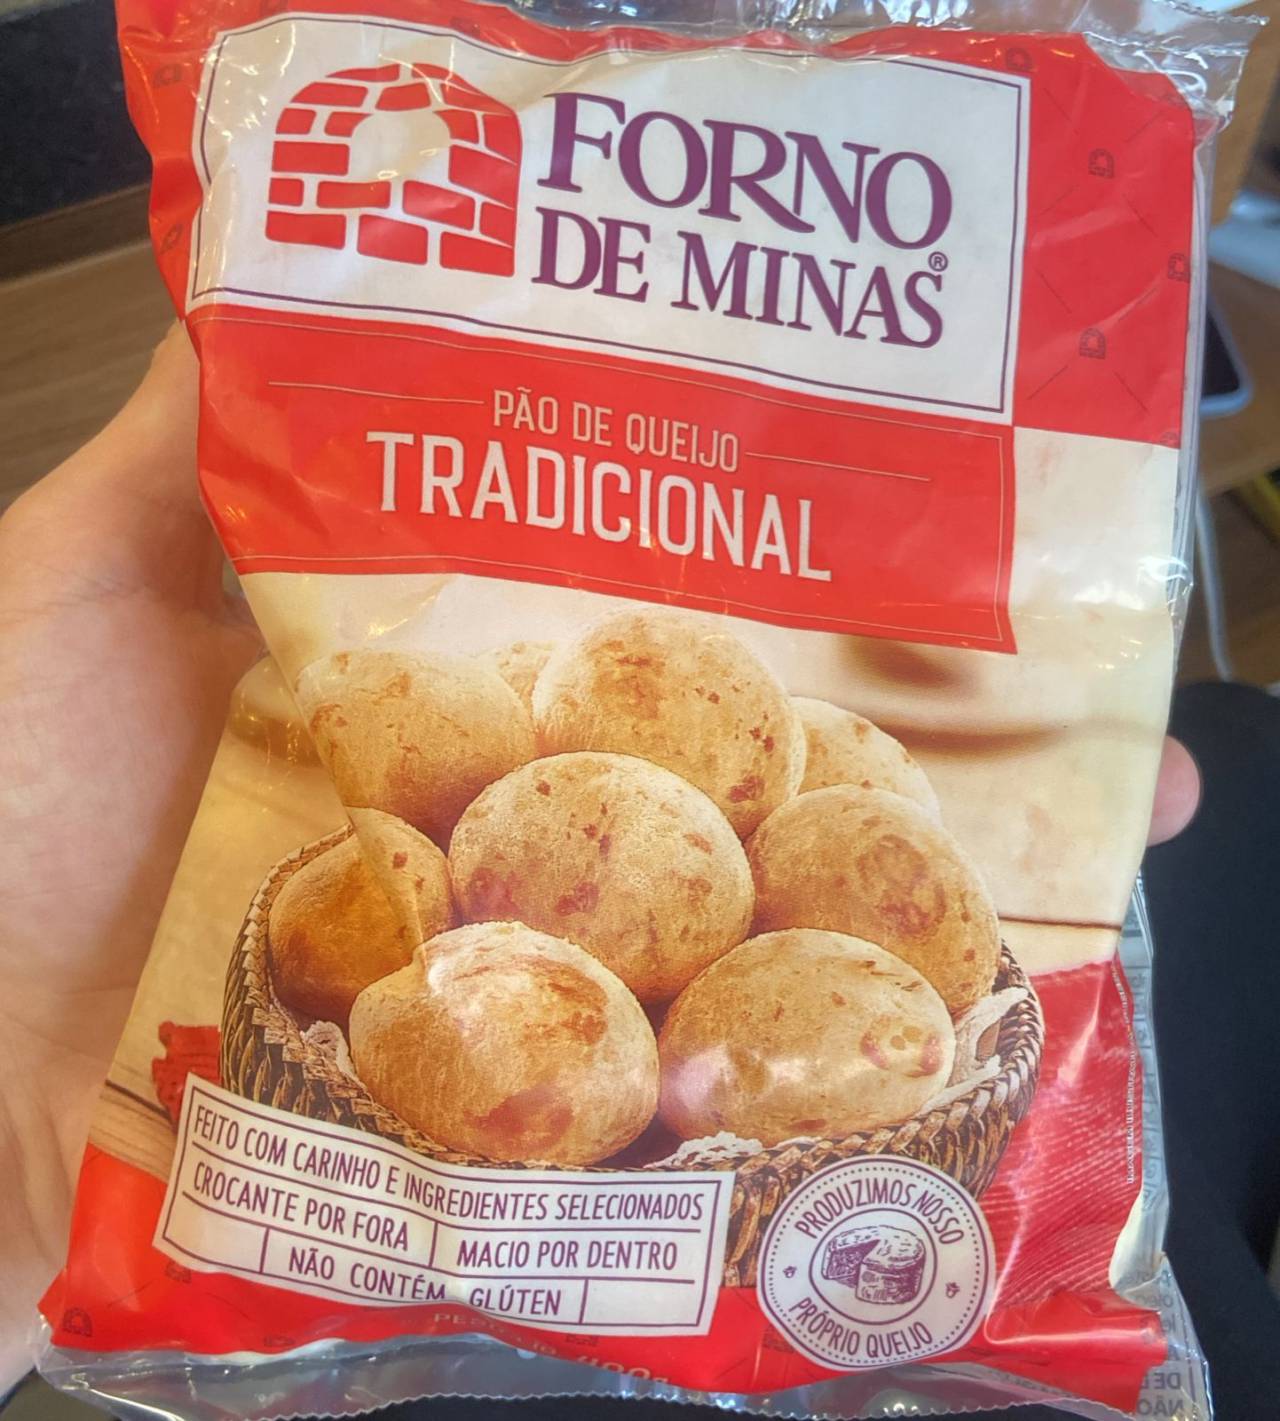 FORNO
DE MINAS®
PÃO DE QUEIJO
TRADICIONAL
FEITO COM CARINHO E INGREDIENTES SELECIONADOS
CROCANTE POR FORA
MACIO POR DENTRO
NÃO CONTÉM GLÚTEN
PRODUZIMOS NOSSO
PRÓPRIO QUEIJO
400g